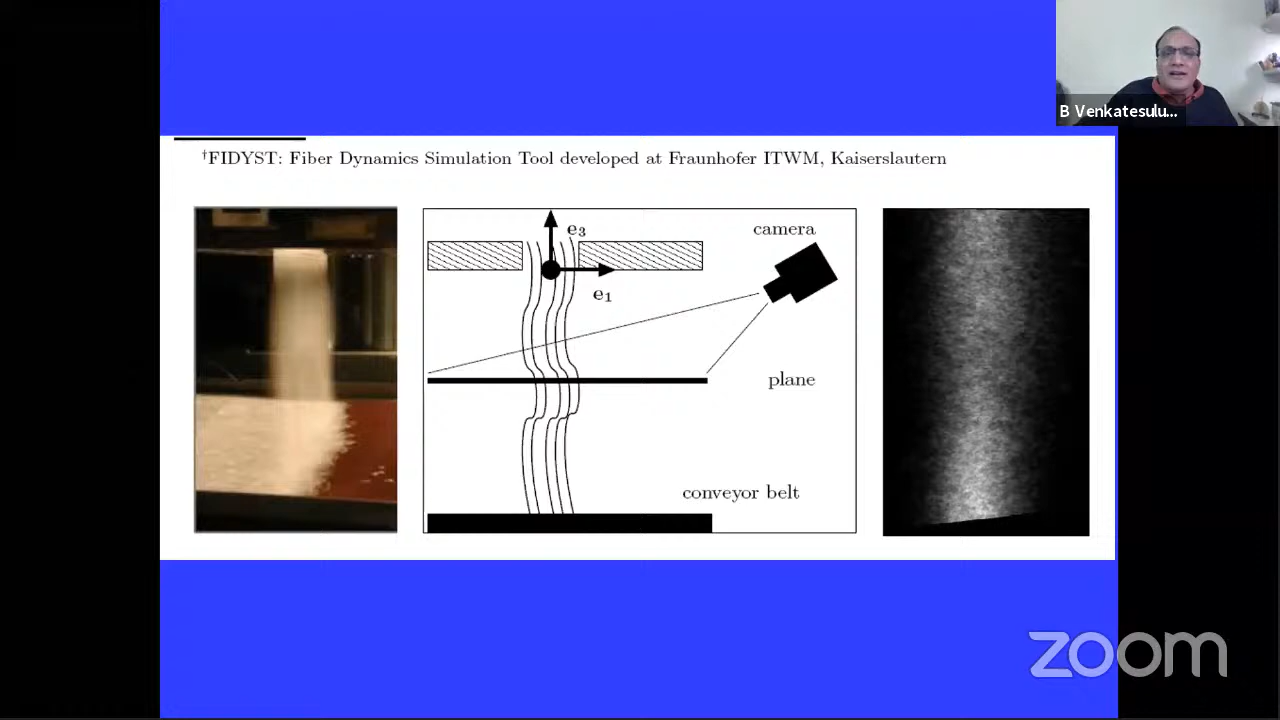 B Venkatesulu...
†FIDYST: Fiber Dynamics Simulation Tool developed at Fraunhofer ITWM, Kaiserslautern
e3
camera
e1
plane
conveyor belt
zoom